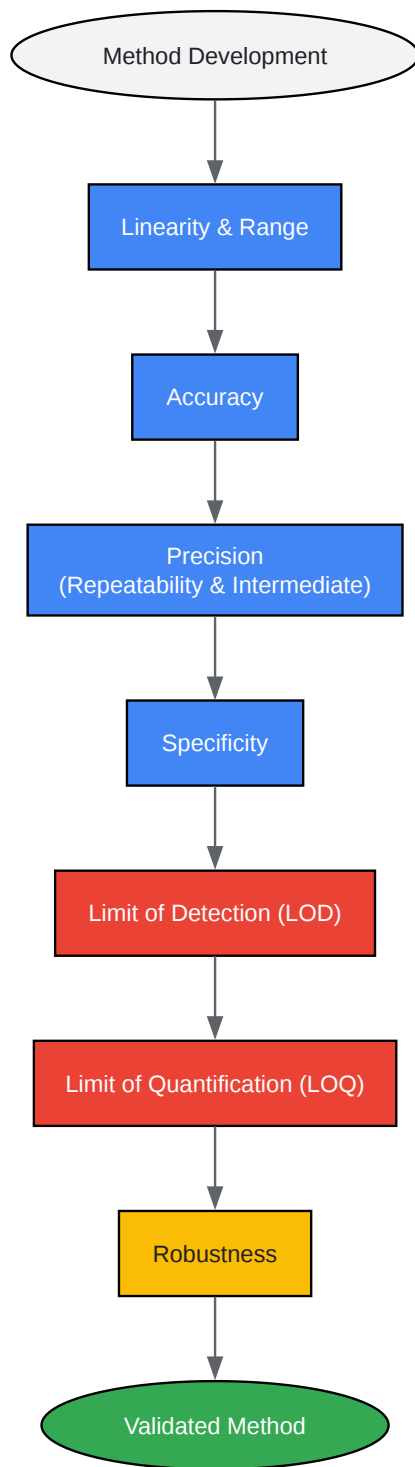 Method Development
Linearity & Range
Accuracy
Precision
(Repeatability & Intermediate)
Specificity
Limit of Detection (LOD)
Limit of Quantification (LOQ)
Robustness
Validated Method